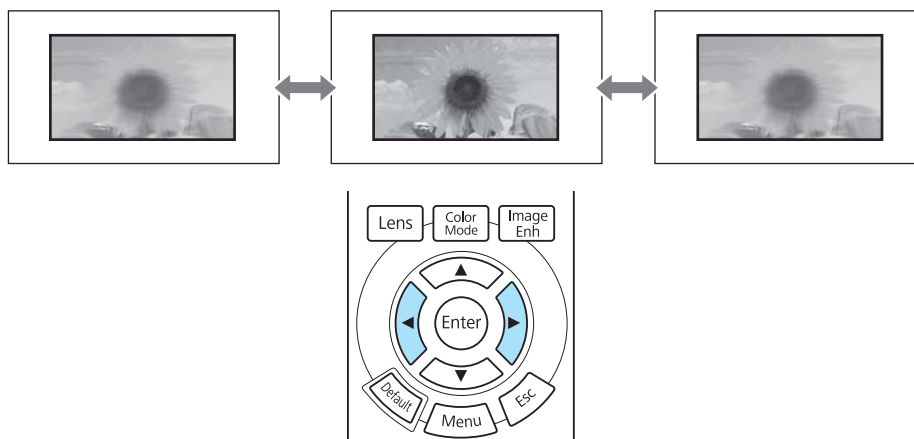 Lens
Color
Mode
Image
Enh
Enter
Default
Menu
Esc